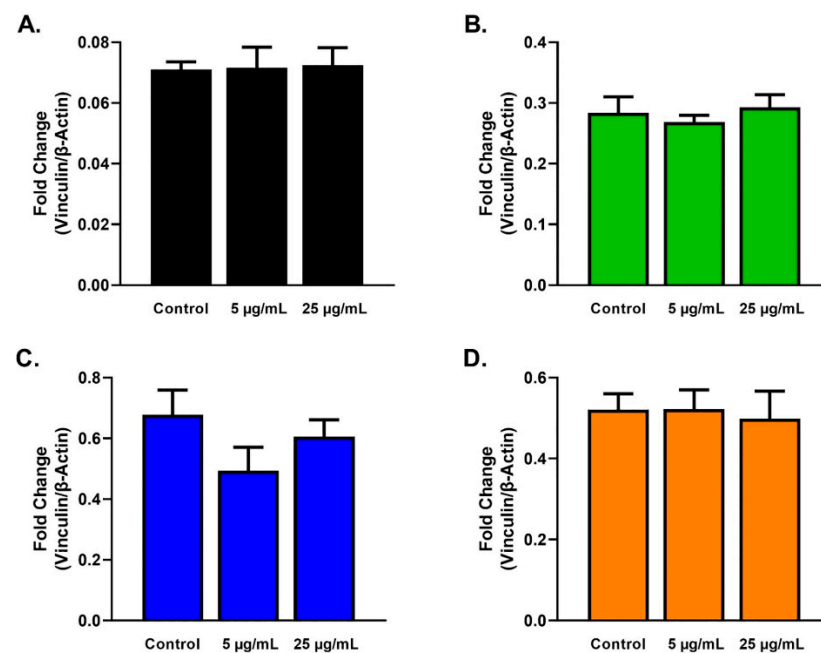 A.
Fold Change
(Vinculin/β-Actin)
0.08
0.06
0.04
0.02
0.00
Control
5 µg/mL
25 µg/mL
B.
Fold Change
(Vinculin/β-Actin)
0.4
0.3
0.2
0.1
0.0
Control
5 µg/mL
25 µg/mL
C.
Fold Change
(Vinculin/β-Actin)
0.8
0.6
0.4
0.2
0.0
Control
5 µg/mL
25 µg/mL
D.
Fold Change
(Vinculin/β-Actin)
0.6
0.4
0.2
0.0
Control
5 µg/mL
25 µg/mL